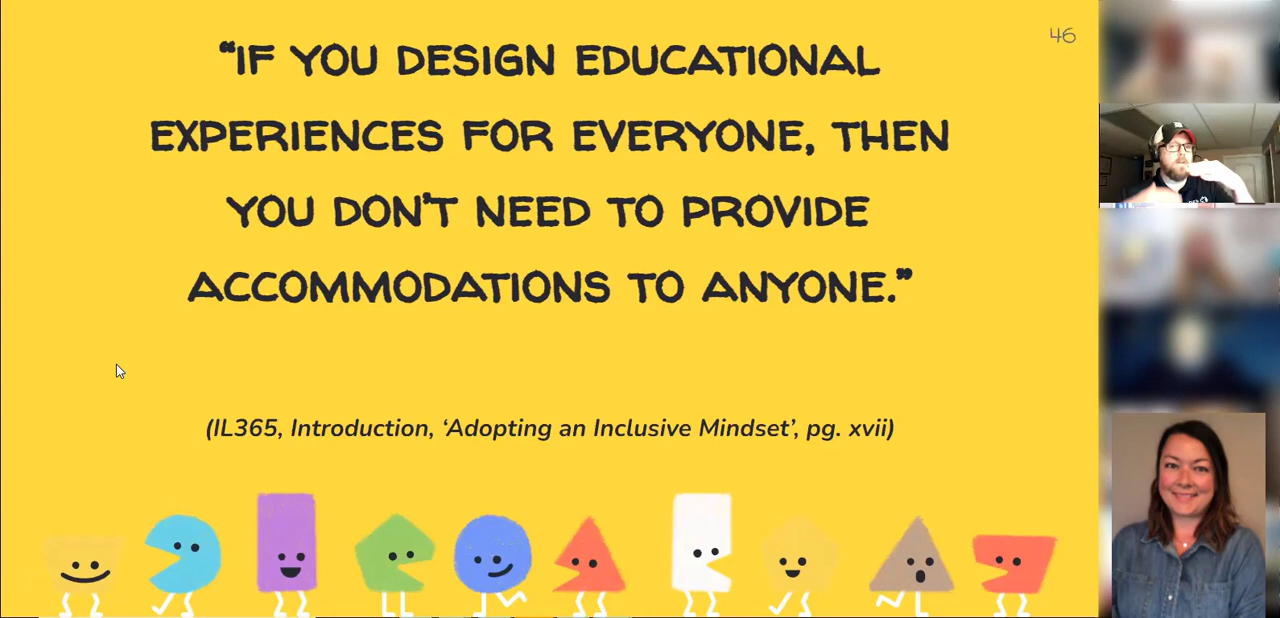 46
“IF YOU DESIGN EDUCATIONAL
EXPERIENCES FOR EVERYONE, THEN
YOU DON’T NEED TO PROVIDE
ACCOMMODATIONS TO ANYONE.”
(IL365, Introduction, ‘Adopting an Inclusive Mindset’, pg. xvii)